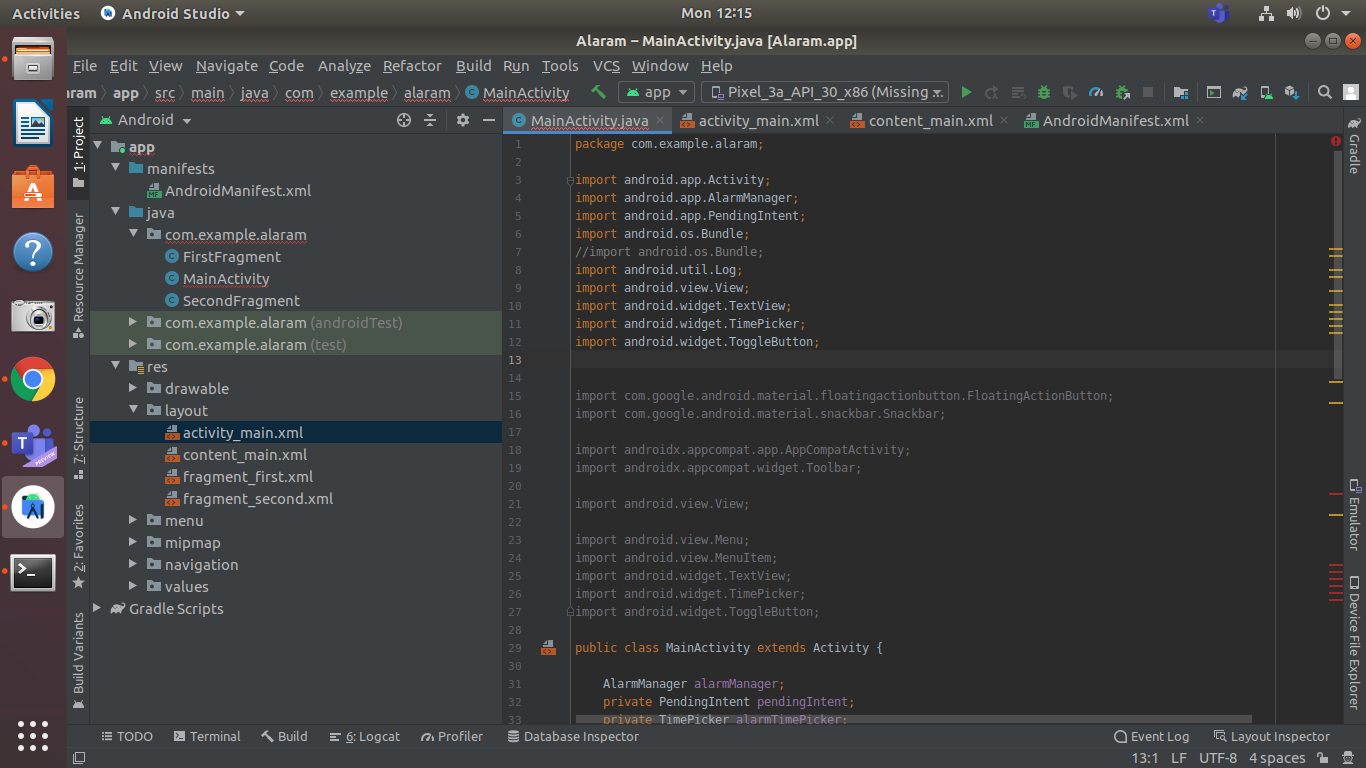 Activities Android Studio Mon 12:15
Alaram – MainActivity.java [Alaram.app]
File Edit View Navigate Code Analyze Refactor Build Run Tools VCS Window Help
aram app src main java com example alaram MainActivity app Pixel_3a_API_30_x86 (Missing ..
Android
MainActivity.java activity_main.xml content_main.xml AndroidManifest.xml
1: Project
Resource Manager
7: Structure
2: Favorites
Build Variants
app
manifests
AndroidManifest.xml
java
com.example.alaram
FirstFragment
MainActivity
SecondFragment
com.example.alaram (androidTest)
com.example.alaram (test)
res
drawable
layout
activity_main.xml
content_main.xml
fragment_first.xml
fragment_second.xml
menu
mipmap
navigation
values
Gradle Scripts
1 package com.example.alaram;
2
3 import android.app.Activity;
4 import android.app.AlarmManager;
5 import android.app.PendingIntent;
6 import android.os.Bundle;
7 //import android.os.Bundle;
8 import android.util.Log;
9 import android.view.View;
10 import android.widget.TextView;
11 import android.widget.TimePicker;
12 import android.widget.ToggleButton;
13
14
15 import com.google.android.material.floatingactionbutton.FloatingActionButton;
16 import com.google.android.material.snackbar.Snackbar;
17
18 import androidx.appcompat.app.AppCompatActivity;
19 import androidx.appcompat.widget.Toolbar;
20
21 import android.view.View;
22
23 import android.view.Menu;
24 import android.view.MenuItem;
25 import android.widget.TextView;
26 import android.widget.TimePicker;
27 import android.widget.ToggleButton;
28
29 public class MainActivity extends Activity {
30
31 AlarmManager alarmManager;
32 private PendingIntent pendingIntent;
33 private TimePicker alarmTimePicker;
Gradle
Emulator
Device File Explorer
TODO Terminal Build 6: Logcat Profiler Database Inspector Event Log Layout Inspector
13:1 LF UTF-8 4 spaces